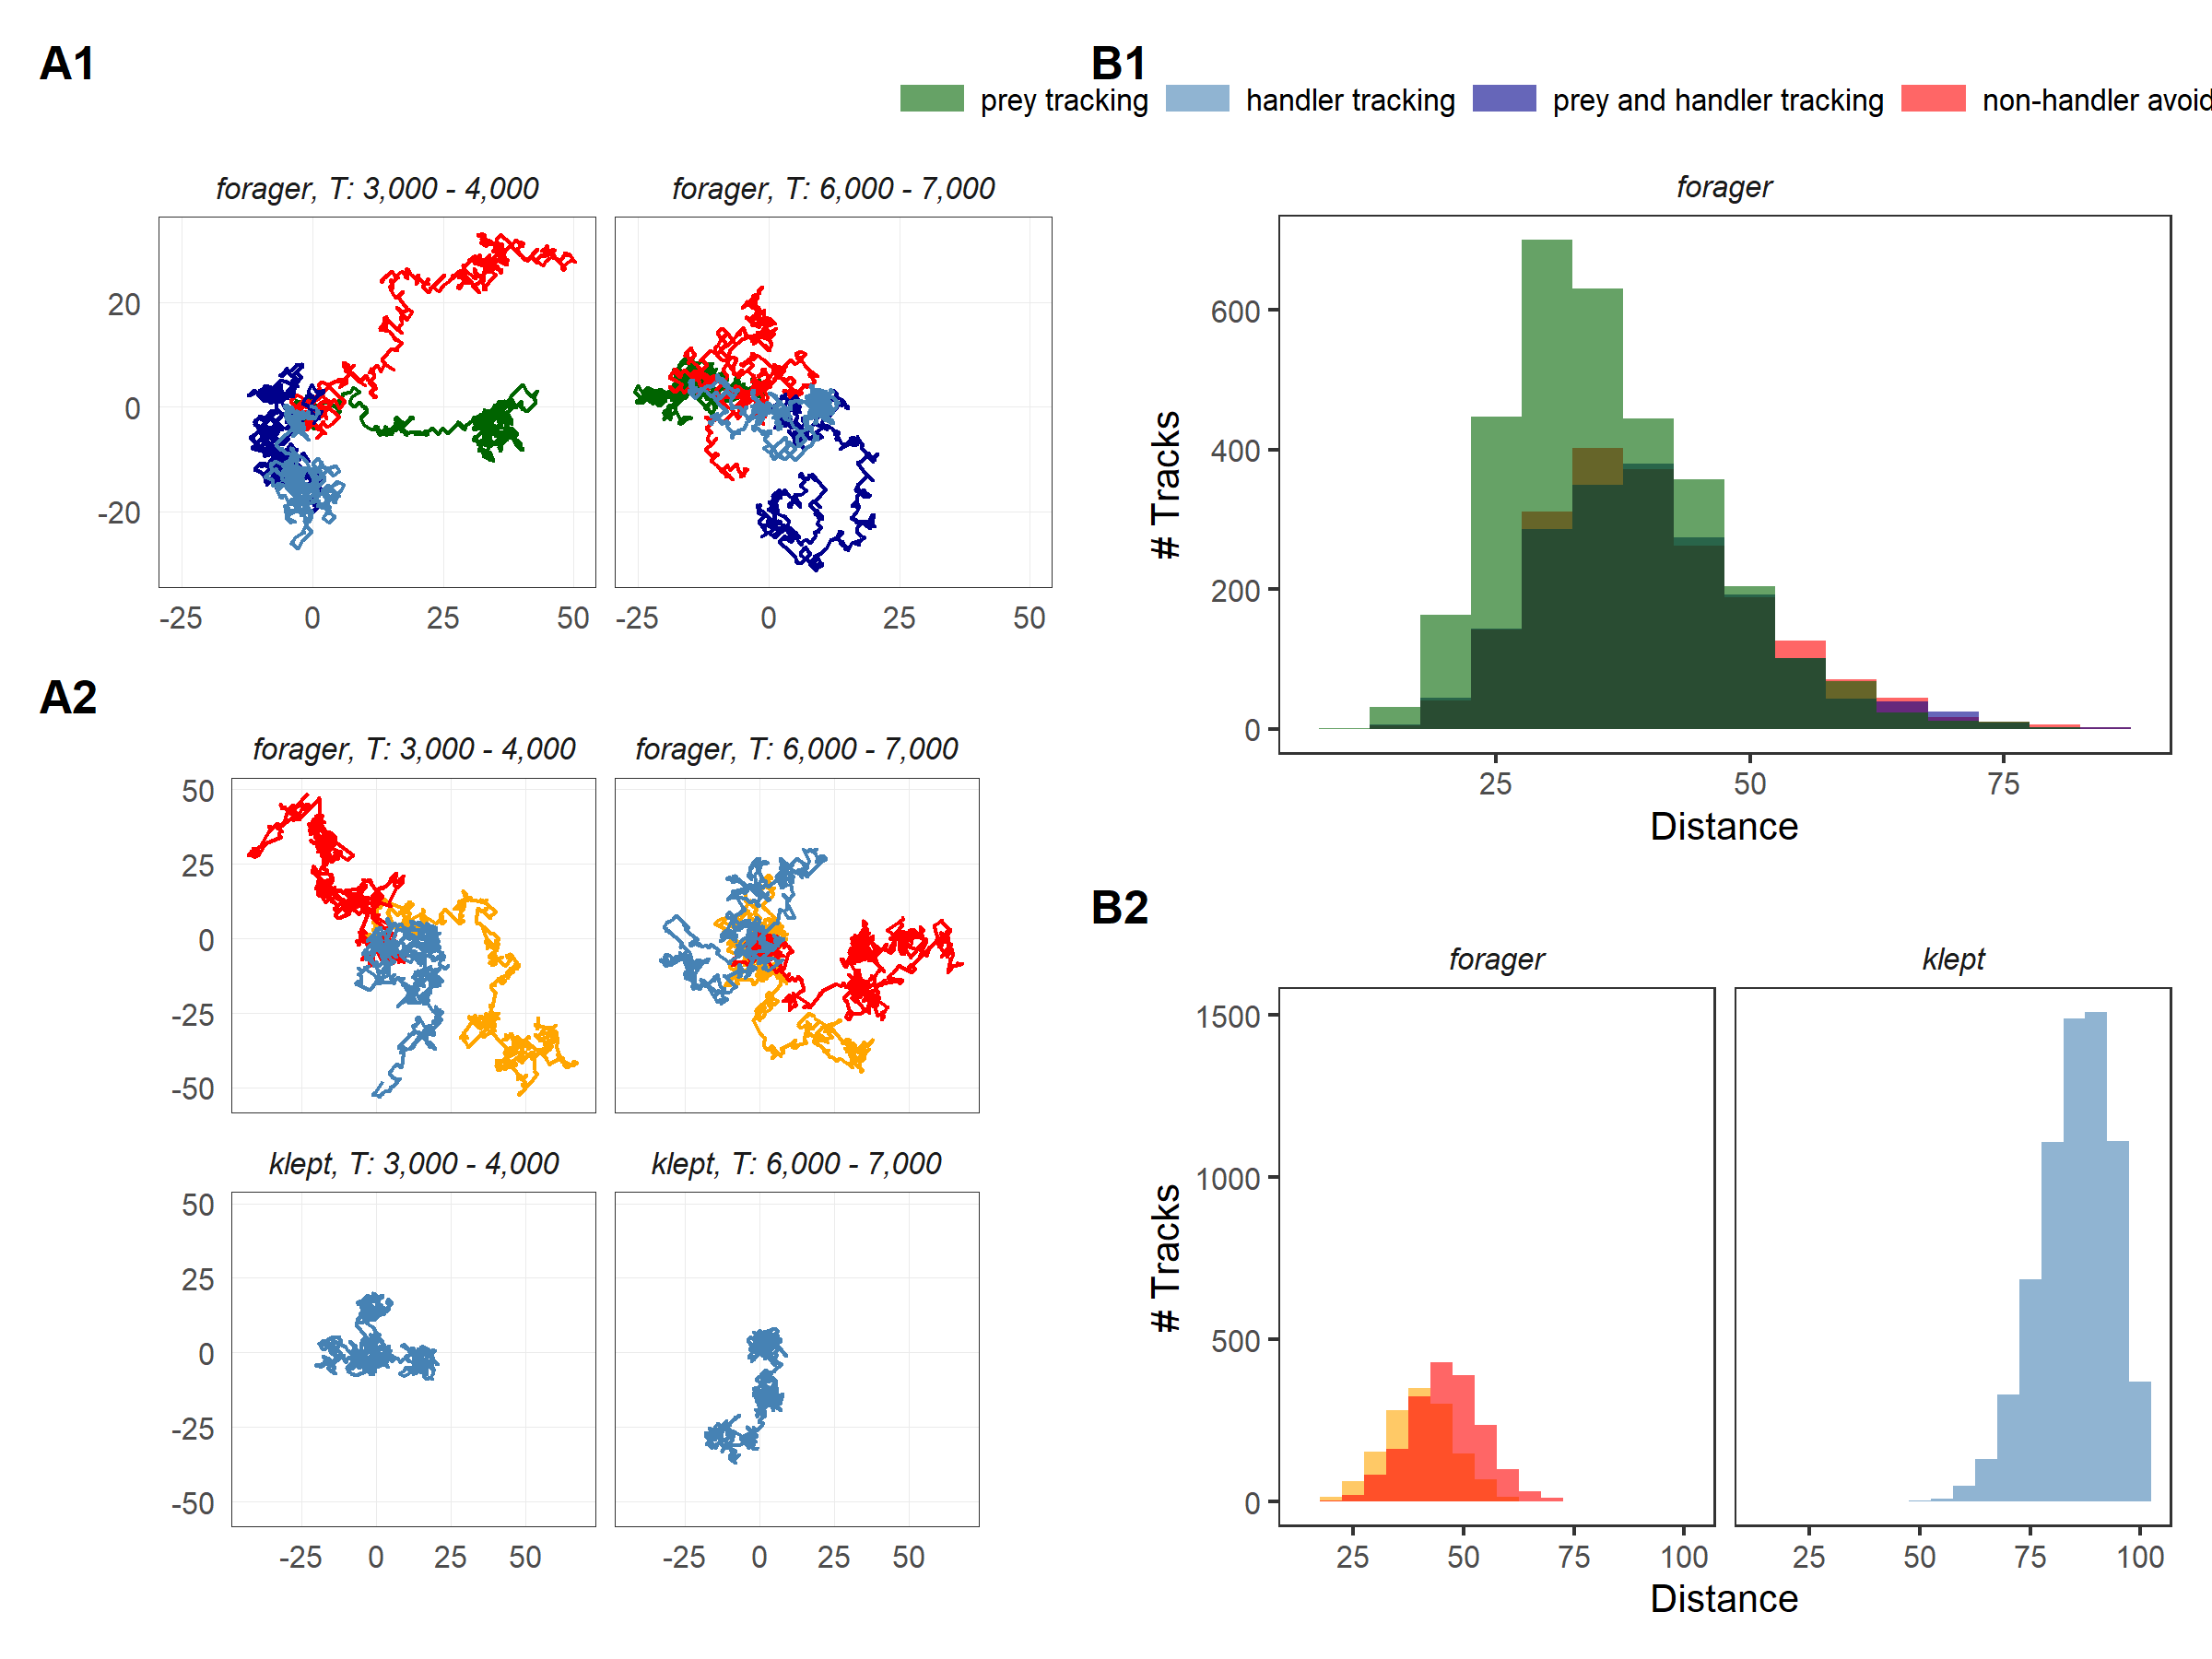 A1
B1
prey tracking handler tracking prey and handler tracking non-handler avoid
forager, T: 3,000 - 4,000
forager, T: 6,000 - 7,000
20
0
-20
-25 0 25 50
-25 0 25 50
forager
# Tracks
600
400
200
0
25 50 75
Distance
A2
forager, T: 3,000 - 4,000
forager, T: 6,000 - 7,000
50
25
0
-25
-50
klept, T: 3,000 - 4,000
klept, T: 6,000 - 7,000
50
25
0
-25
-50
-25 0 25 50
-25 0 25 50
B2
forager
klept
# Tracks
1500
1000
500
0
25 50 75 100
25 50 75 100
Distance